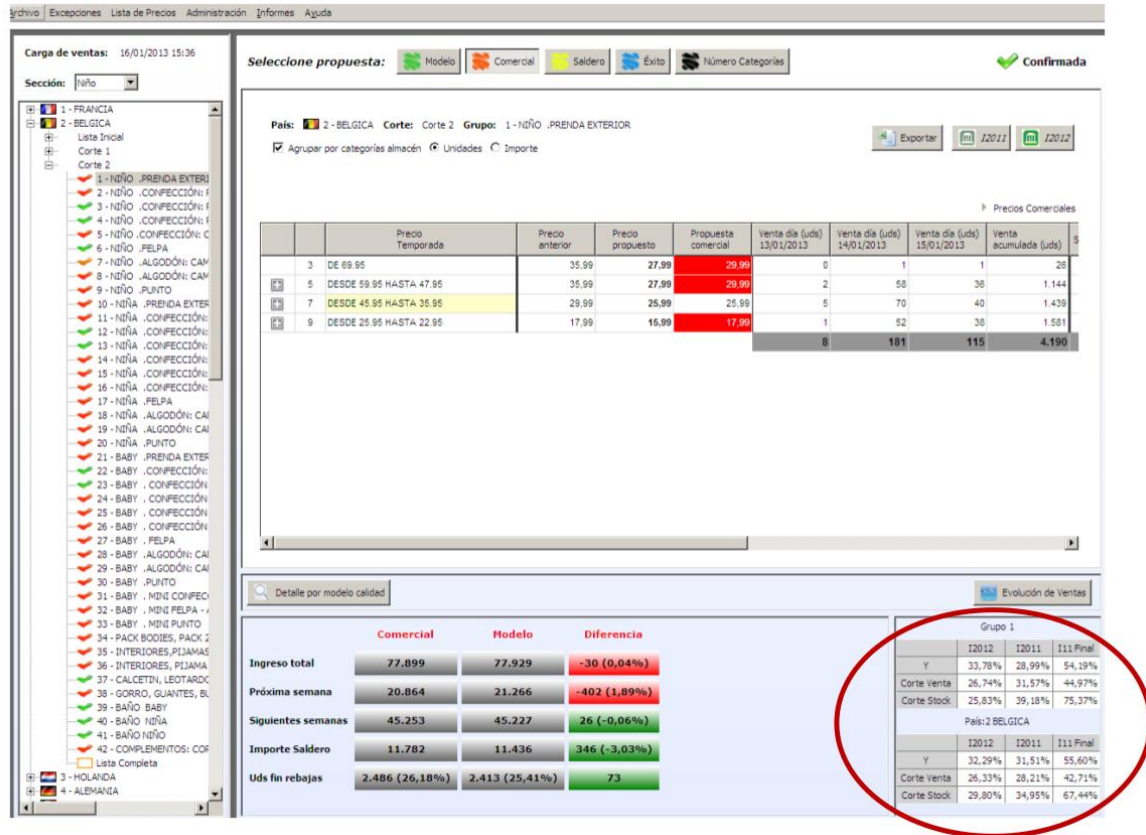 Archivo Excepciones Lista de Precios Administración Informes Ayuda
Carga de ventas: 16/01/2013 15:36
Sección: Niño
1 - FRANCIA
2 - BELGICA
Lista Inicial
Corte 1
Corte 2
1 - NIÑO .PRENDA EXTERI
2 - NIÑO .CONFECCIÓN: F
3 - NIÑO .CONFECCIÓN: F
4 - NIÑO .CONFECCIÓN: F
5 - NIÑO .CONFECCIÓN: C
6 - NIÑO .FELPA
7 - NIÑO .ALGODÓN: CAM
8 - NIÑO .ALGODÓN: CAM
9 - NIÑO .PUNTO
10 - NIÑA .PRENDA EXTER
11 - NIÑA .CONFECCIÓN:
12 - NIÑA .CONFECCIÓN:
13 - NIÑA .CONFECCIÓN:
14 - NIÑA .CONFECCIÓN:
15 - NIÑA .CONFECCIÓN:
16 - NIÑA .CONFECCIÓN:
17 - NIÑA .FELPA
18 - NIÑA .ALGODÓN: CAI
19 - NIÑA .ALGODÓN: CAI
20 - NIÑA .PUNTO
21 - BABY .PRENDA EXTER
22 - BABY .CONFECCIÓN:
23 - BABY . CONFECCIÓN
24 - BABY . CONFECCIÓN
25 - BABY . CONFECCIÓN
26 - BABY . CONFECCIÓN
27 - BABY . FELPA
28 - BABY .ALGODÓN: CAI
29 - BABY .ALGODÓN: CAI
30 - BABY .PUNTO
31 - BABY . MINI CONFEC
32 - BABY . MINI FELPA -
33 - BABY . MINI PUNTO
34 - PACK BODIES, PACK 2
35 - INTERIORES,PIJAMAS
36 - INTERIORES, PIJAMA
37 - CALCETIN, LEOTARDO
38 - GORRO, GUANTES, BL
39 - BAÑO BABY
40 - BAÑO NIÑA
41 - BAÑO NIÑO
42 - COMPLEMENTOS: COR
Lista Completa
3 - HOLANDA
4 - ALEMANIA
Seleccione propuesta: Modelo Comercial Saldero Éxito Número Categorías Confirmada
País: 2 - BELGICA Corte: Corte 2 Grupo: 1 - NIÑO .PRENDA EXTERIOR
Agrupar por categorías almacén Unidades Importe
Exportar I2011 I2012
Precios Comerciales
Precio Temporada Precio anterior Precio propuesto Propuesta comercial Venta día (uds) 13/01/2013 Venta día (uds) 14/01/2013 Venta día (uds) 15/01/2013 Venta acumulada (uds) S
3 DE 69.95 35,99 27,99 29,99 0 1 1 26
5 DESDE 59.95 HASTA 47.95 35,99 27,99 29,99 2 58 36 1.144
7 DESDE 45.95 HASTA 35.95 29,99 25,99 25,99 5 70 40 1.439
9 DESDE 25.95 HASTA 22.95 17,99 15,99 17,99 1 52 38 1.581
8 181 115 4.190
Detalle por modelo calidad
Evolución de Ventas
Comercial Modelo Diferencia
Ingreso total 77.899 77.929 -30 (0,04%)
Próxima semana 20.864 21.266 -402 (1,89%)
Siguientes semanas 45.253 45.227 26 (-0,06%)
Importe Saldero 11.782 11.436 346 (-3,03%)
Uds fin rebajas 2.486 (26,18%) 2.413 (25,41%) 73
Grupo 1
I2012 I2011 I11 Final
Y 33,78% 28,99% 54,19%
Corte Venta 26,74% 31,57% 44,97%
Corte Stock 25,83% 39,18% 75,37%
País:2 BELGICA
I2012 I2011 I11 Final
Y 32,29% 31,51% 55,60%
Corte Venta 26,33% 28,21% 42,71%
Corte Stock 29,80% 34,95% 67,44%